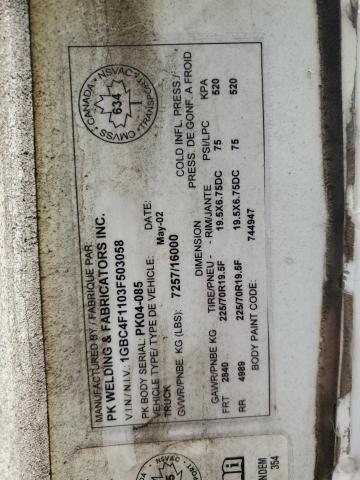 MANUFACTURED BY / FABRIQUE PAR:
PK WELDING & FABRICATORS INC.
V.I.N./N.I.V.: 1GBC4F1103F503058
PK BODY SERIAL: PK04-085
VEHICLE TYPE/TYPE DE VEHICLE: DATE:
TRUCK May-02
GVWR/PNBE KG (LBS): 7257/16000
COLD INFL. PRESS./
PRESS. DE GONF. A FROID
DIMENSION
GAWR/PNBE KG TIRE/PNEU - RIM/JANTE PSI/LPC KPA
FRT 2840 225/70R19.5F 19.5X6.75DC 75 520
RR 4989 225/70R19.5F 19.5X6.75DC 75 520
BODY PAINT CODE: 744947
CANADA
NSVAC
TRANSPORT
CMVSS
634
NSVAC
NDEM
354